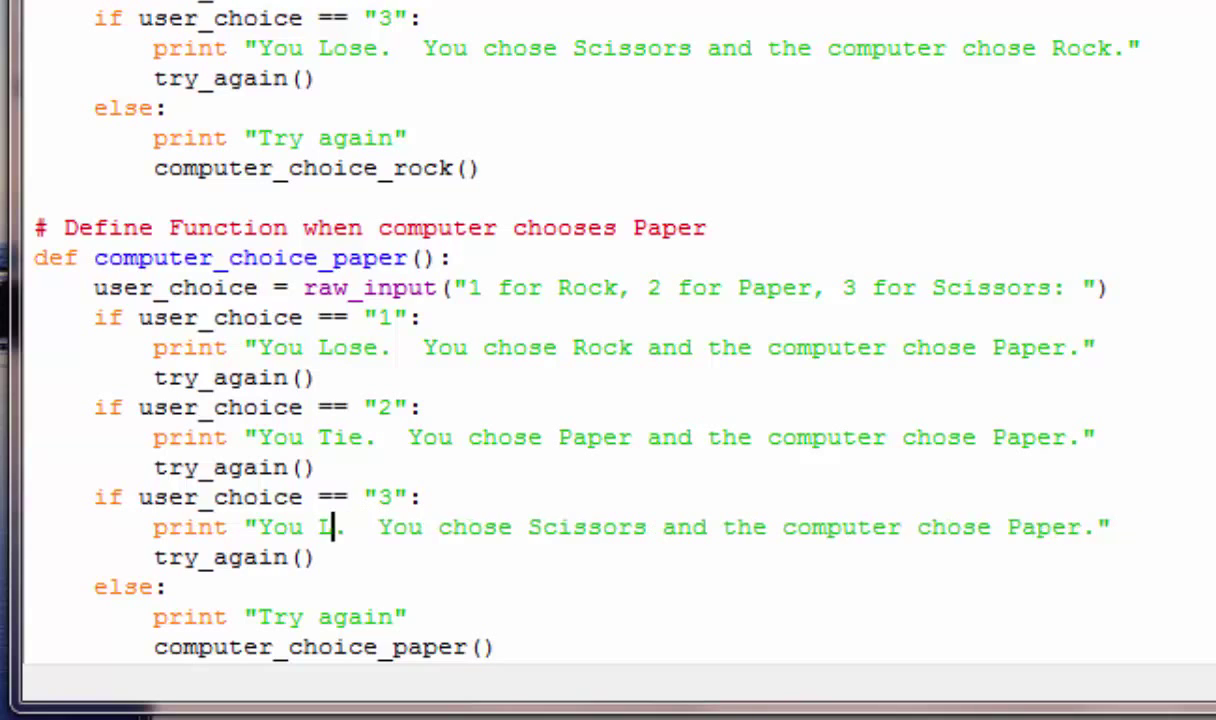 if user_choice == "3":
print "You Lose.  You chose Scissors and the computer chose Rock."
try_again()
else:
print "Try again"
computer_choice_rock()
# Define Function when computer chooses Paper
def computer_choice_paper():
user_choice = raw_input("1 for Rock, 2 for Paper, 3 for Scissors: ")
if user_choice == "1":
print "You Lose.  You chose Rock and the computer chose Paper."
try_again()
if user_choice == "2":
print "You Tie.  You chose Paper and the computer chose Paper."
try_again()
if user_choice == "3":
print "You L.  You chose Scissors and the computer chose Paper."
try_again()
else:
print "Try again"
computer_choice_paper()